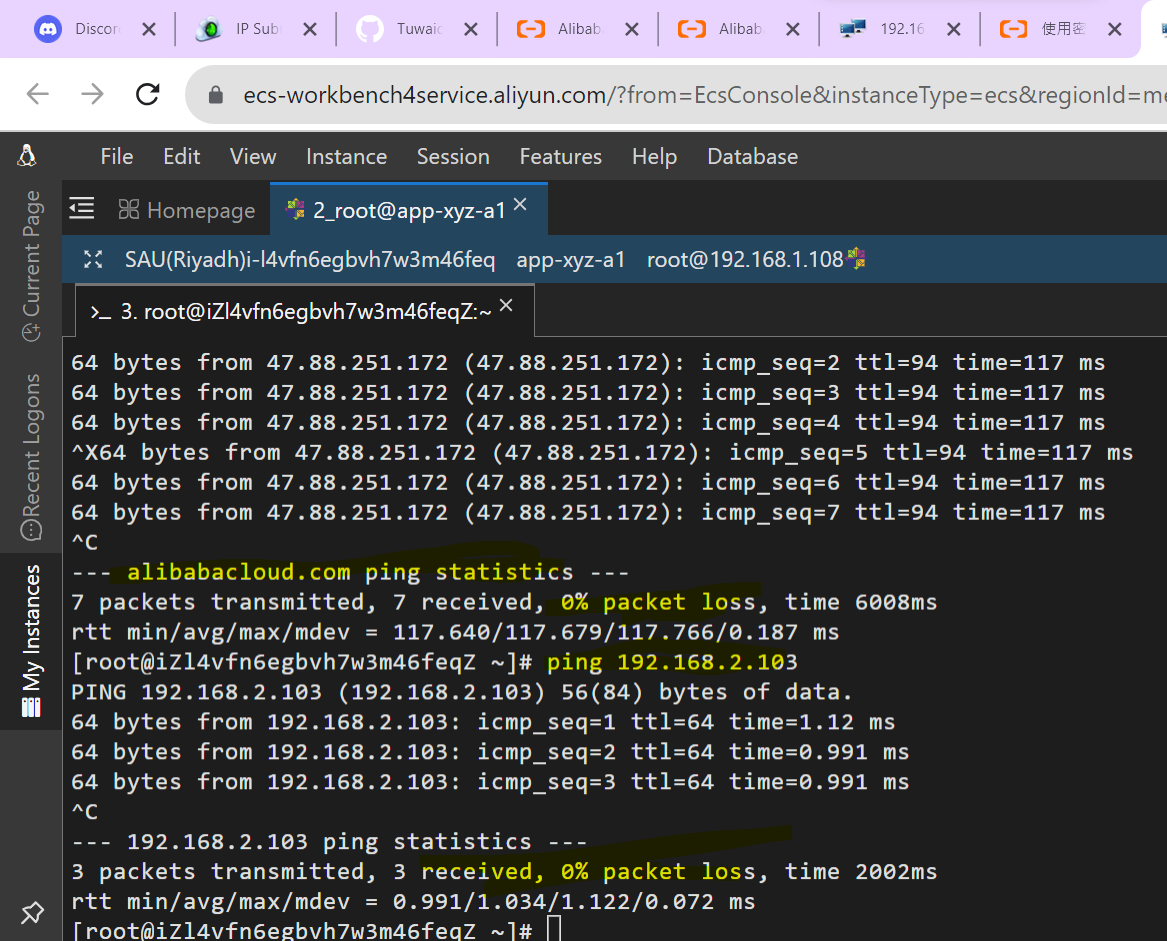 Discor
IP Sub
Tuwaic
Alibab
Alibab
192.16
使用密
ecs-workbench4service.aliyun.com/?from=EcsConsole&instanceType=ecs&regionId=me
File Edit View Instance Session Features Help Database
Homepage
2_root@app-xyz-a1
SAU(Riyadh)i-l4vfn6egbvh7w3m46feq app-xyz-a1 root@192.168.1.108
>_ 3. root@iZl4vfn6egbvh7w3m46feqZ:~
Current Page
Recent Logons
My Instances
64 bytes from 47.88.251.172 (47.88.251.172): icmp_seq=2 ttl=94 time=117 ms
64 bytes from 47.88.251.172 (47.88.251.172): icmp_seq=3 ttl=94 time=117 ms
64 bytes from 47.88.251.172 (47.88.251.172): icmp_seq=4 ttl=94 time=117 ms
^X64 bytes from 47.88.251.172 (47.88.251.172): icmp_seq=5 ttl=94 time=117 ms
64 bytes from 47.88.251.172 (47.88.251.172): icmp_seq=6 ttl=94 time=117 ms
64 bytes from 47.88.251.172 (47.88.251.172): icmp_seq=7 ttl=94 time=117 ms
^C
--- alibabacloud.com ping statistics ---
7 packets transmitted, 7 received, 0% packet loss, time 6008ms
rtt min/avg/max/mdev = 117.640/117.679/117.766/0.187 ms
[root@iZl4vfn6egbvh7w3m46feqZ ~]# ping 192.168.2.103
PING 192.168.2.103 (192.168.2.103) 56(84) bytes of data.
64 bytes from 192.168.2.103: icmp_seq=1 ttl=64 time=1.12 ms
64 bytes from 192.168.2.103: icmp_seq=2 ttl=64 time=0.991 ms
64 bytes from 192.168.2.103: icmp_seq=3 ttl=64 time=0.991 ms
^C
--- 192.168.2.103 ping statistics ---
3 packets transmitted, 3 received, 0% packet loss, time 2002ms
rtt min/avg/max/mdev = 0.991/1.034/1.122/0.072 ms
[root@iZl4vfn6egbvh7w3m46feqZ ~]#